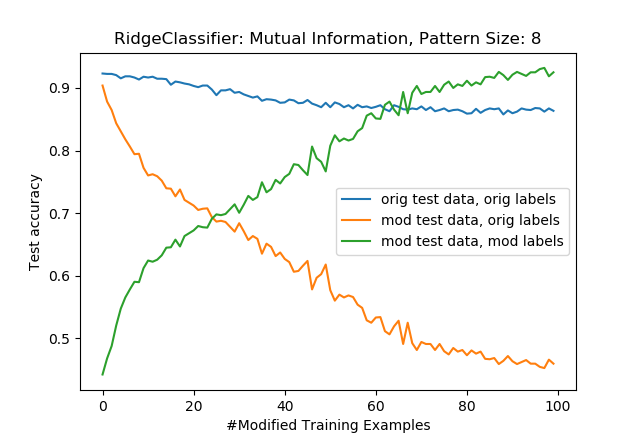 RidgeClassifier: Mutual Information, Pattern Size: 8
Test accuracy
0.9
0.8
0.7
0.6
0.5
orig test data, orig labels
mod test data, orig labels
mod test data, mod labels
0 20 40 60 80 100
#Modified Training Examples